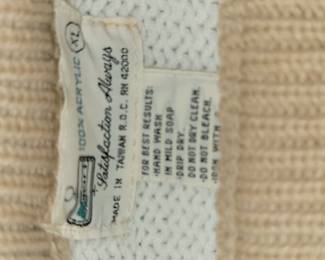 100% ACRYLIC XL
Satisfaction Always
MADE IN TAIWAN R.O.C. RN 42000
FOR BEST RESULTS:
•HAND WASH
IN MILD SOAP
•DRIP DRY.
DO NOT DRY CLEAN.
•DO NOT BLEACH.
WITH